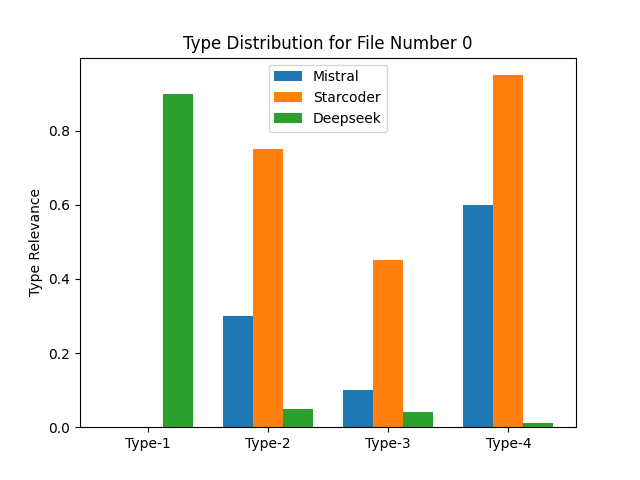 Type Distribution for File Number 0
Mistral
Starcoder
Deepseek
Type Relevance
0.8
0.6
0.4
0.2
0.0
Type-1 Type-2 Type-3 Type-4